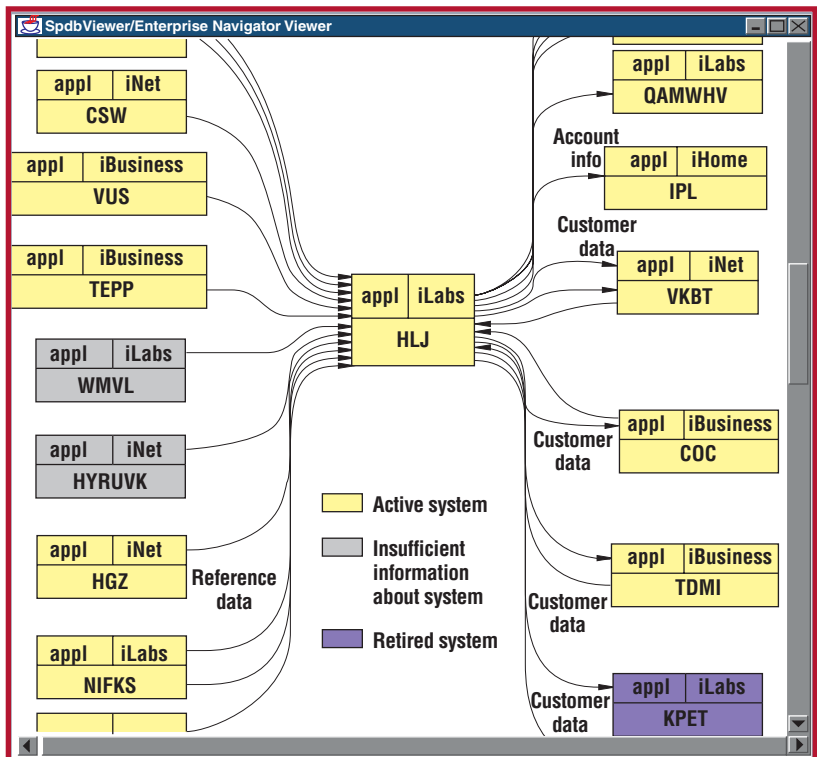 SpdbViewer/Enterprise Navigator Viewer
appl iNet
CSW
appl iBusiness
VUS
appl iBusiness
TEPP
appl iLabs
WMVL
appl iNet
HYRUVK
appl iNet
HGZ
Reference
data
appl iLabs
NIFKS
appl iLabs
HLJ
Active system
Insufficient
information
about system
Retired system
appl iLabs
QAMWHV
Account
info
appl iHome
IPL
Customer
data
appl iNet
VKBT
appl iBusiness
COC
Customer
data
appl iBusiness
TDMI
Customer
data
appl iLabs
KPET
Customer
data